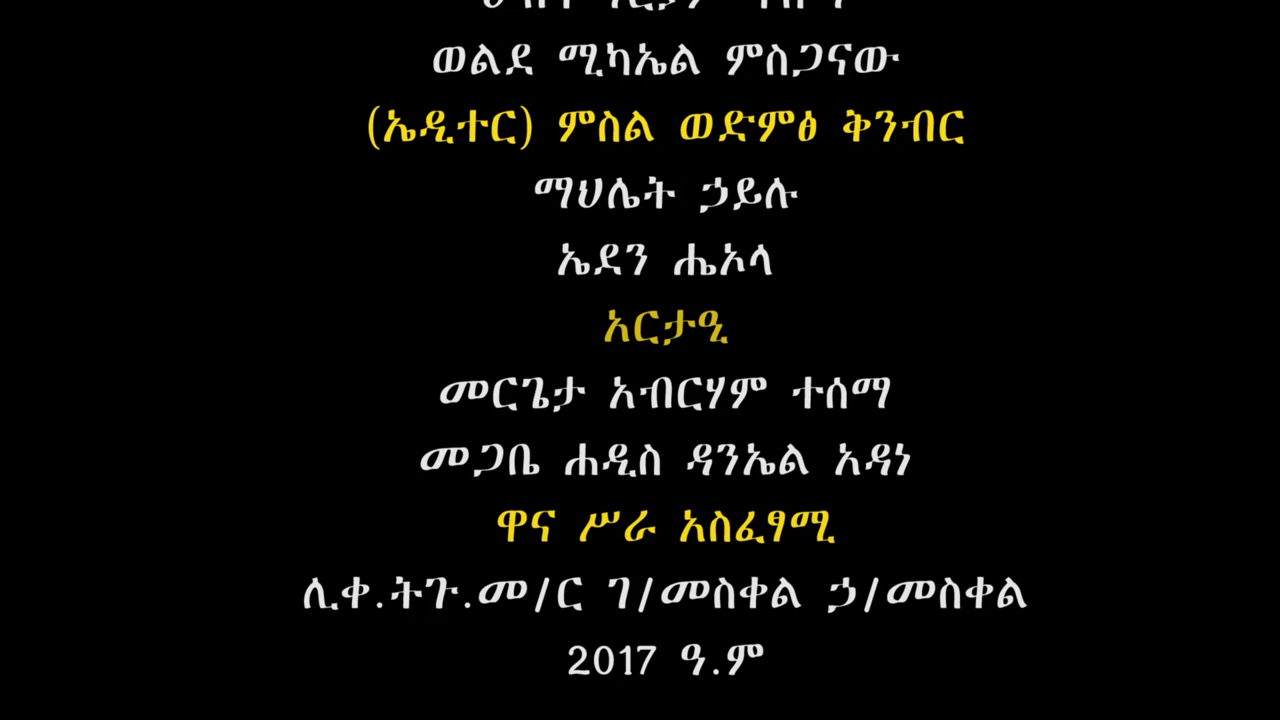 ወልደ ሚካኤል ምስጋናው
(ኤዲተር) ምስል ወድምፅ ቅንብር
ማህሌት ኃይሉ
ኤደን ሔኦላ
አርታዒ
መርጌታ አብርሃም ተሰማ
መጋቤ ሐዲስ ዳንኤል አዳነ
ዋና ሥራ አስፈፃሚ
ሊቀ.ትጉ.መ/ር ገ/መስቀል ኃ/መስቀል
2017 ዓ.ም